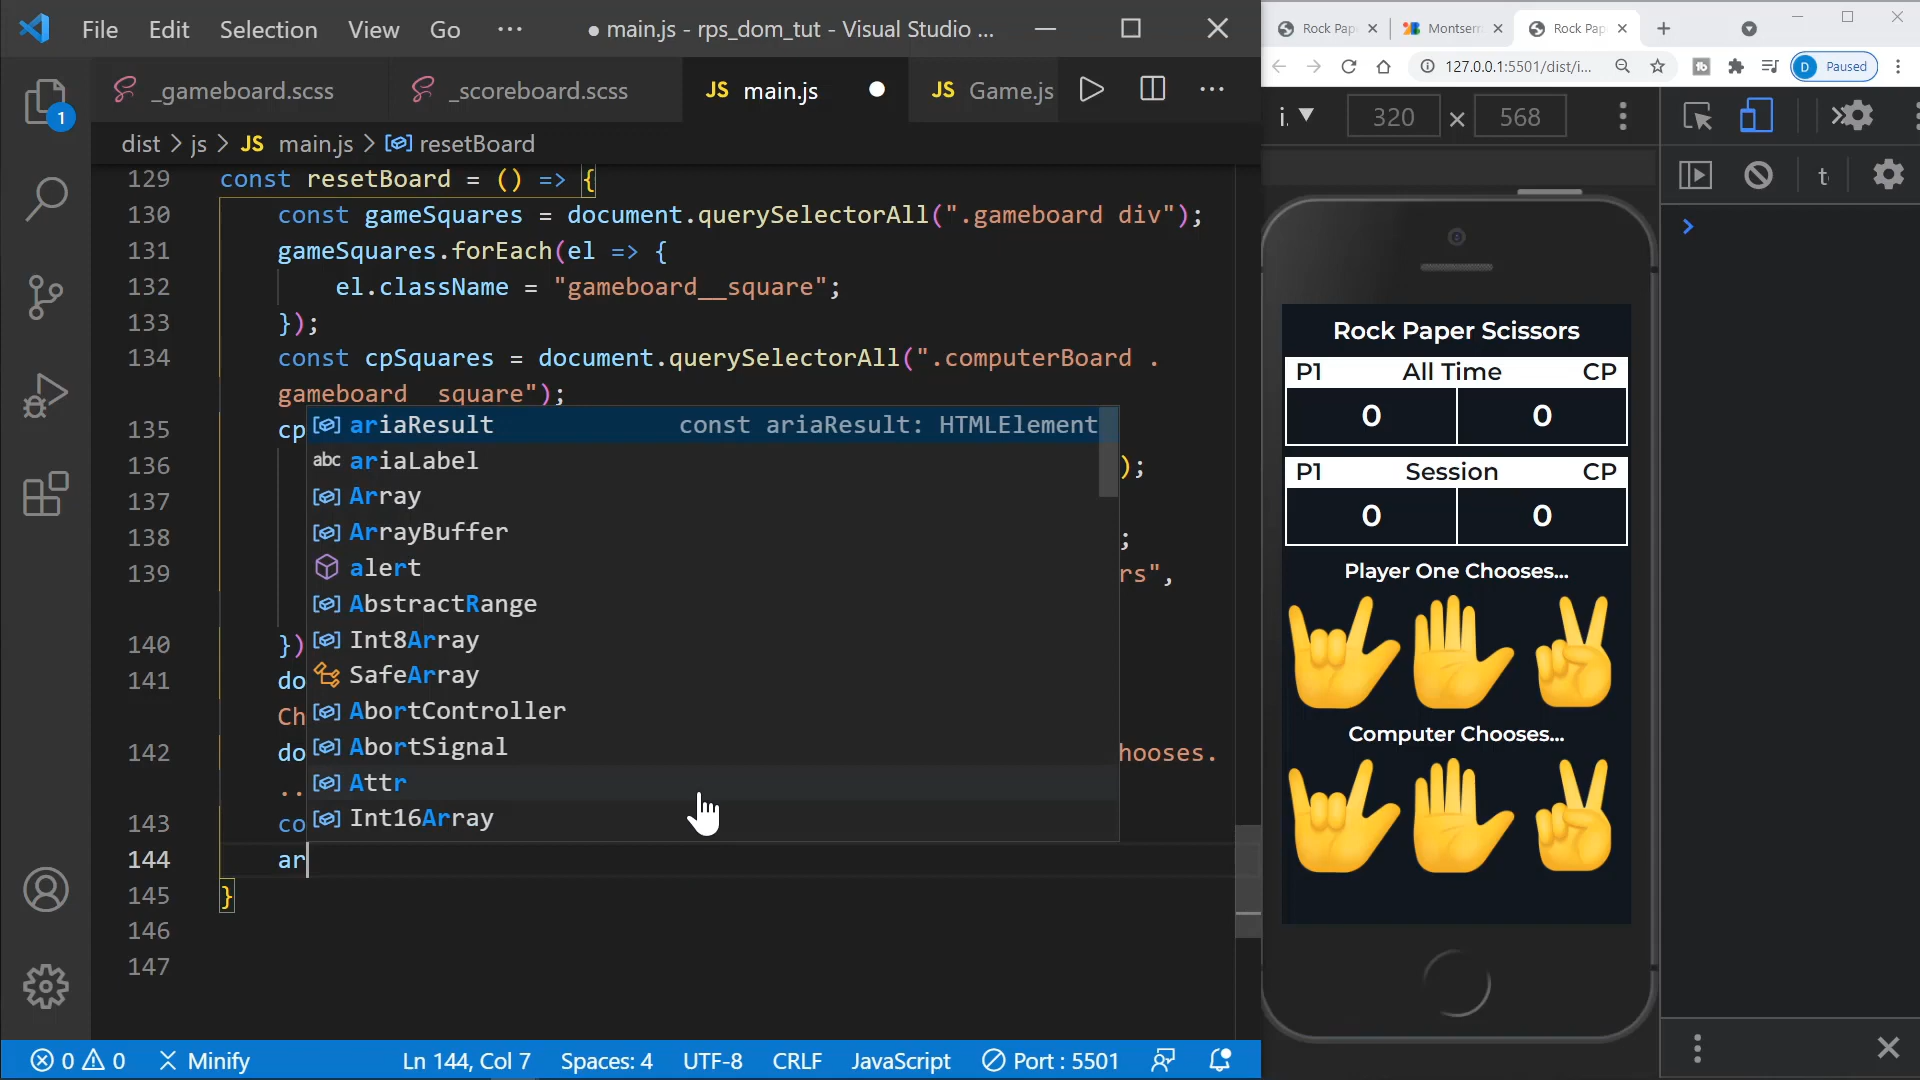 File Edit Selection View Go ··· ● main.js - rps_dom_tut - Visual Studio ...
_gameboard.scss _scoreboard.scss JS main.js JS Game.js
dist > js > JS main.js > resetBoard
1
129 const resetBoard = () => {
130 const gameSquares = document.querySelectorAll(".gameboard div");
131 gameSquares.forEach(el => {
132 el.className = "gameboard__square";
133 });
134 const cpSquares = document.querySelectorAll(".computerBoard .
gameboard__square");
135 cp
136 );
137
138 ;
139 rs",
140 })
141 do
Ch
142 do hooses.
..
143 co
144 ar
145 }
146
147
ariaResult const ariaResult: HTMLElement
abc ariaLabel
Array
ArrayBuffer
alert
AbstractRange
Int8Array
SafeArray
AbortController
AbortSignal
Attr
Int16Array
0 0 Minify Ln 144, Col 7 Spaces: 4 UTF-8 CRLF JavaScript Port : 5501
Rock Pap Montserr Rock Pap
127.0.0.1:5501/dist/i... D Paused
i. 320 × 568
Rock Paper Scissors
P1 All Time CP
0 0
P1 Session CP
0 0
Player One Chooses...
Computer Chooses...